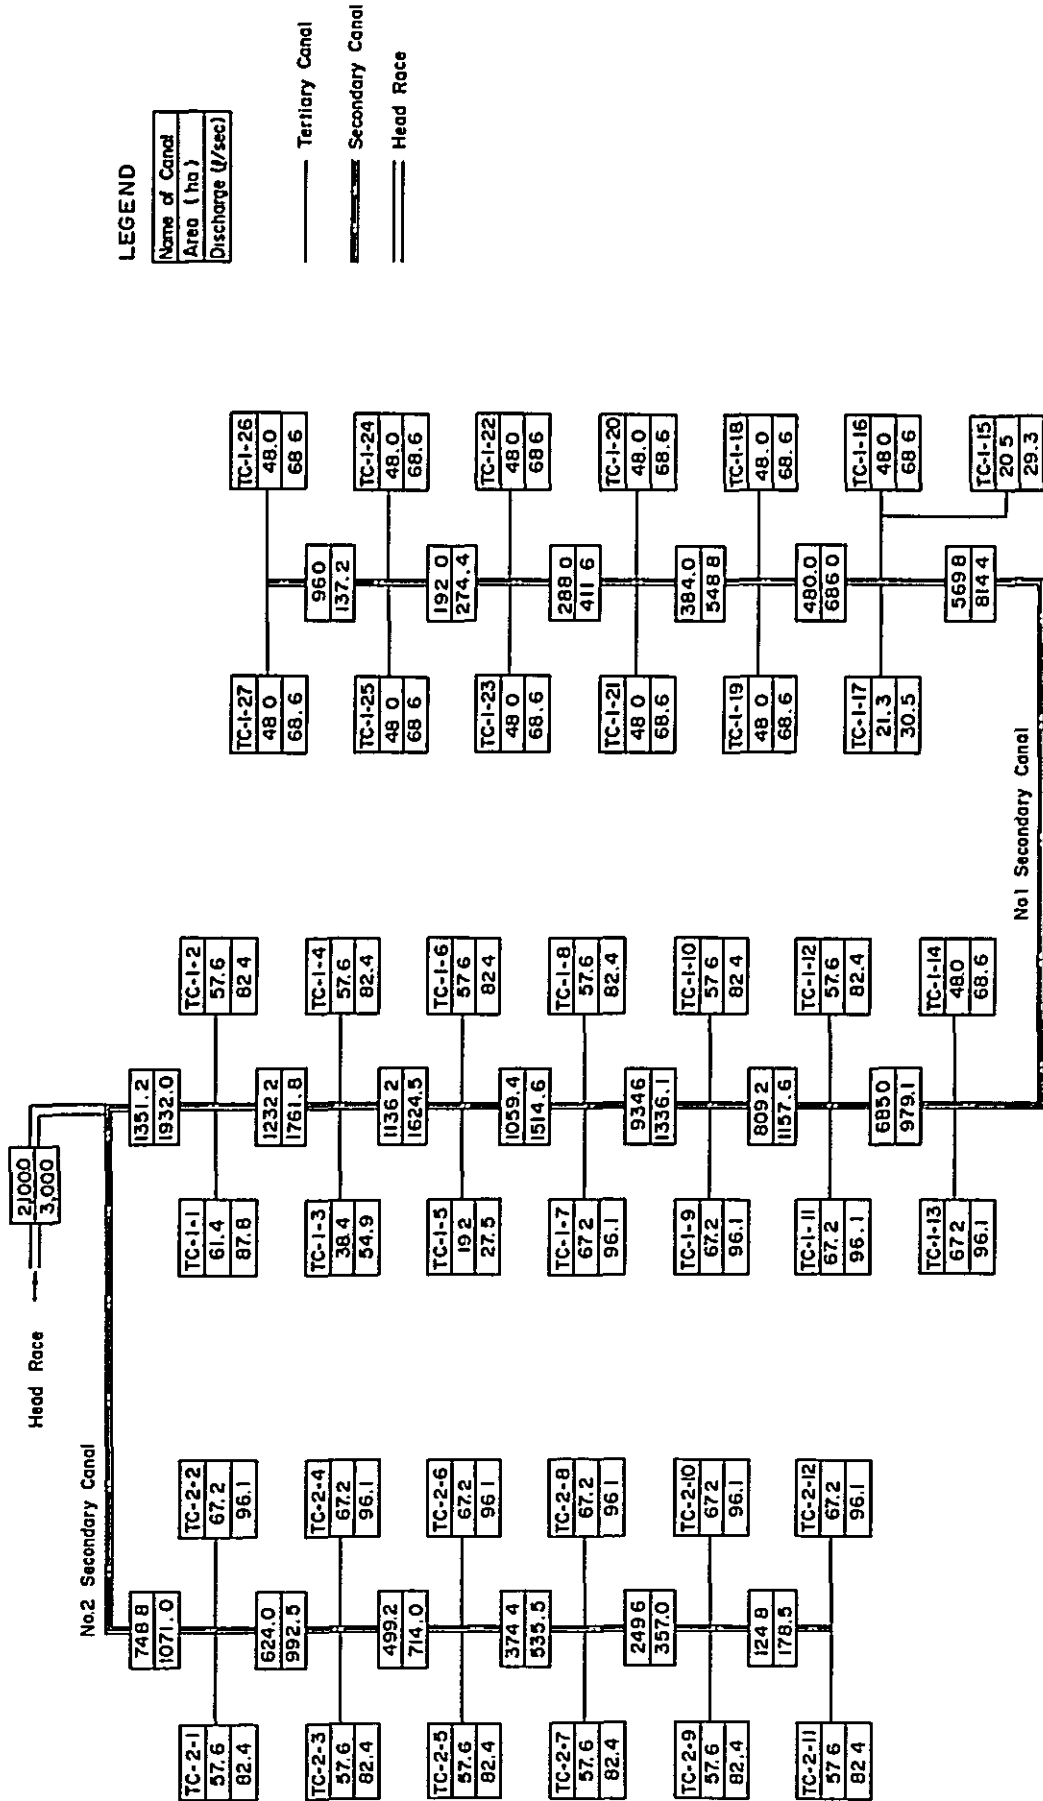 Head Race
2,100.0
3,000
No.2 Secondary Canal
748 8
1071.0
TC-2-1
57.6
82.4
TC-2-2
67.2
96.1
624.0
992.5
TC-2-3
57.6
82.4
TC-2-4
67.2
96.1
499.2
714.0
TC-2-5
57.6
82.4
TC-2-6
67.2
96 1
374.4
535.5
TC-2-7
57.6
82.4
TC-2-8
67.2
96 1
249.6
357.0
TC-2-9
57.6
82.4
TC-2-10
67 2
96.1
124 8
178.5
TC-2-11
57 6
82 4
TC-2-12
67.2
96.1
1351.2
1932.0
TC-1-1
61.4
87.8
TC-1-2
57.6
82 4
1232.2
1761.8
TC-1-3
38.4
54.9
TC-1-4
57.6
82.4
1136.2
1624.5
TC-1-5
19.2
27.5
TC-1-6
57 6
82 4
1059.4
1514.6
TC-1-7
67.2
96.1
TC-1-8
57.6
82.4
934 6
1336.1
TC-1-9
67.2
96.1
TC-1-10
57 6
82.4
809.2
1157.6
TC-1-11
67.2
96.1
TC-1-12
57.6
82.4
685.0
979.1
TC-1-13
67 2
96.1
TC-1-14
48.0
68.6
No1 Secondary Canal
TC-1-27
48 0
68. 6
TC-1-26
48.0
68 6
96 0
137.2
TC-1-25
48 0
68 6
TC-1-24
48.0
68.6
192 0
274.4
TC-1-23
48 0
68.6
TC-1-22
48 0
68 6
288 0
411 6
TC-1-21
48 0
68.6
TC-1-20
48 0
68.6
384.0
548 8
TC-1-19
48 0
68.6
TC-1-18
48.0
68 6
480.0
686 0
TC-1-17
21.3
30.5
TC-1-16
48 0
68 6
TC-1-15
20 5
29.3
569 8
814.4
LEGEND
Name of Canal
Area (ha)
Discharge (ℓ/sec)
Tertiary Canal
Secondary Canal
Head Race